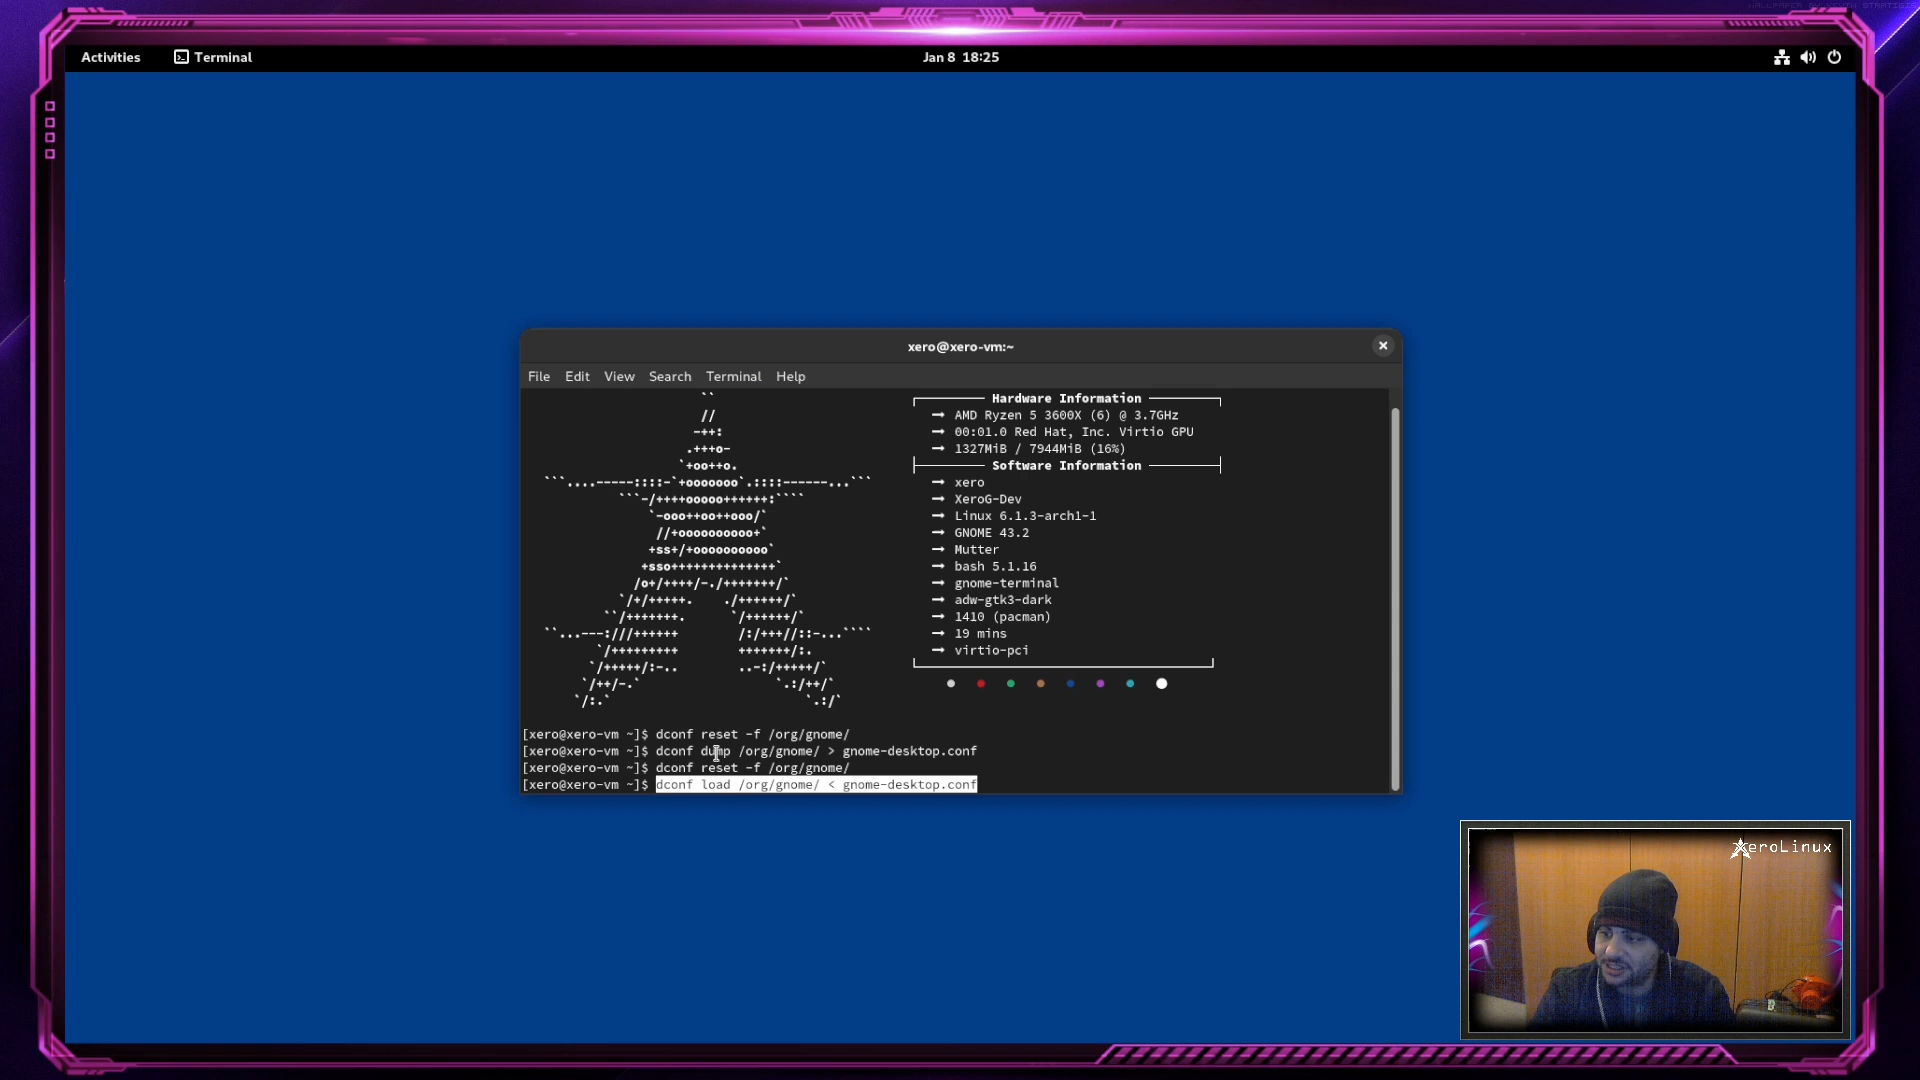 Activities
Terminal
Jan 8 18:25
xero@xero-vm:~
File Edit View Search Terminal Help
Hardware Information
→ AMD Ryzen 5 3600X (6) @ 3.7GHz
→ 00:01.0 Red Hat, Inc. Virtio GPU
→ 1327MiB / 7944MiB (16%)
Software Information
→ xero
→ XeroG-Dev
→ Linux 6.1.3-arch1-1
→ GNOME 43.2
→ Mutter
→ bash 5.1.16
→ gnome-terminal
→ adw-gtk3-dark
→ 1410 (pacman)
→ 19 mins
→ virtio-pci
[xero@xero-vm ~]$ dconf reset -f /org/gnome/
[xero@xero-vm ~]$ dconf dump /org/gnome/ > gnome-desktop.conf
[xero@xero-vm ~]$ dconf reset -f /org/gnome/
[xero@xero-vm ~]$ dconf load /org/gnome/ < gnome-desktop.conf
XeroLinux